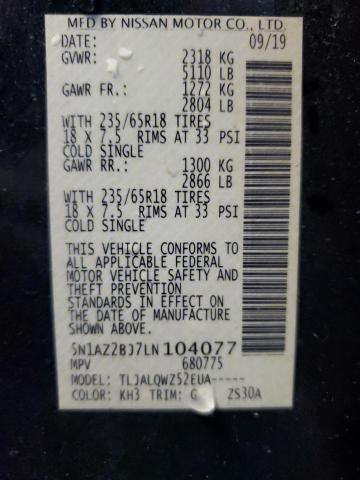 MFD BY NISSAN MOTOR CO., LTD.
DATE: 09/19
GVWR: 2318 KG
5110 LB
GAWR FR.: 1272 KG
2804 LB
WITH 235/65R18 TIRES
18 X 7.5 RIMS AT 33 PSI
COLD SINGLE
GAWR RR.: 1300 KG
2866 LB
WITH 235/65R18 TIRES
18 X 7.5 RIMS AT 33 PSI
COLD SINGLE
THIS VEHICLE CONFORMS TO
ALL APPLICABLE FEDERAL
MOTOR VEHICLE SAFETY AND
THEFT PREVENTION
STANDARDS IN EFFECT ON
THE DATE OF MANUFACTURE
SHOWN ABOVE.
5N1AZ2BJ7LN104077
MPV 680775
MODEL: TLJALQWZ52EUA-----
COLOR: KH3 TRIM: G ZS30A